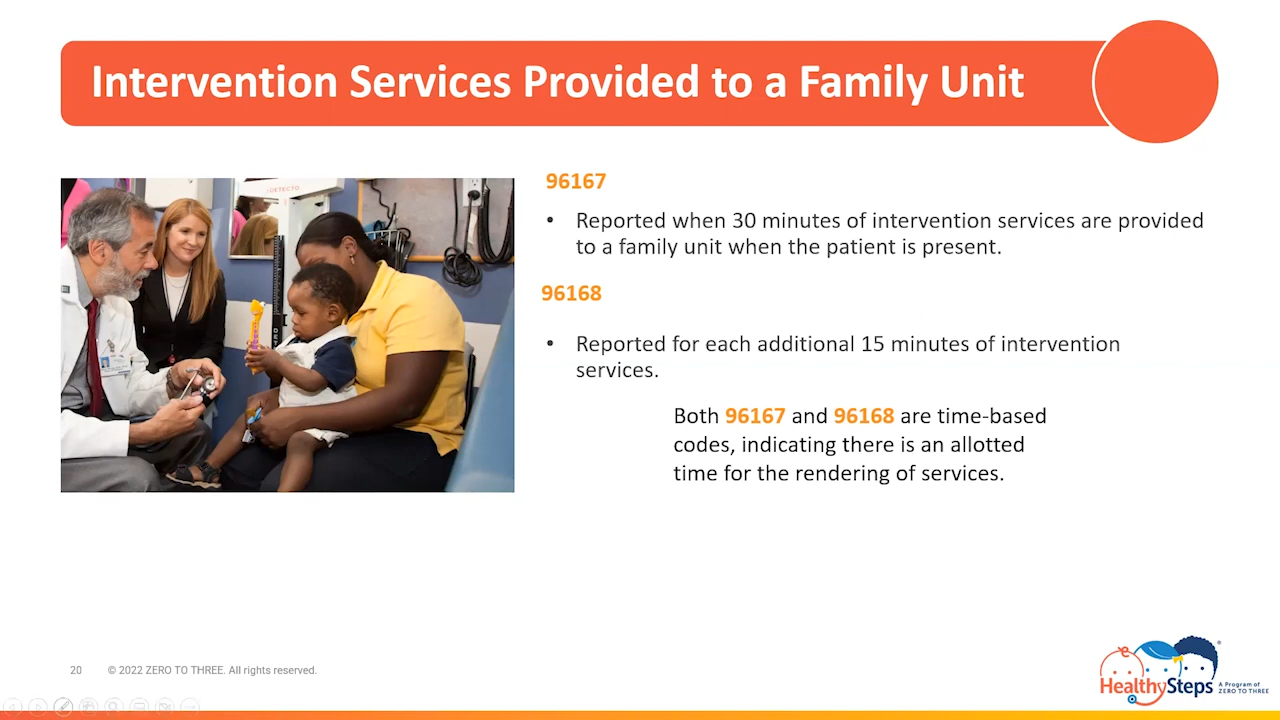 Intervention Services Provided to a Family Unit
DETECTO
96167
• Reported when 30 minutes of intervention services are provided
to a family unit when the patient is present.
96168
• Reported for each additional 15 minutes of intervention
services.
Both 96167 and 96168 are time-based
codes, indicating there is an allotted
time for the rendering of services.
20 © 2022 ZERO TO THREE. All rights reserved.
HealthySteps ®
A Program of
ZERO TO THREE